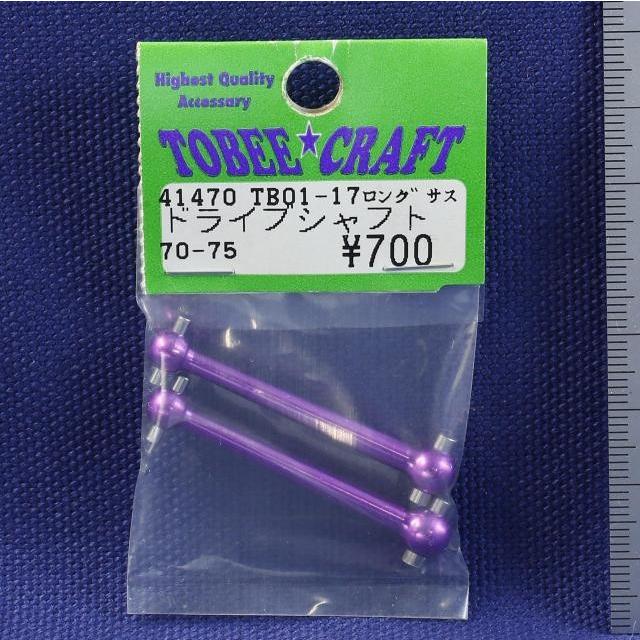 Highest Quality
Accessary
TOBEE★CRAFT
41470 TB01-17ロングサス
ドライブシャフト
70-75 ¥700